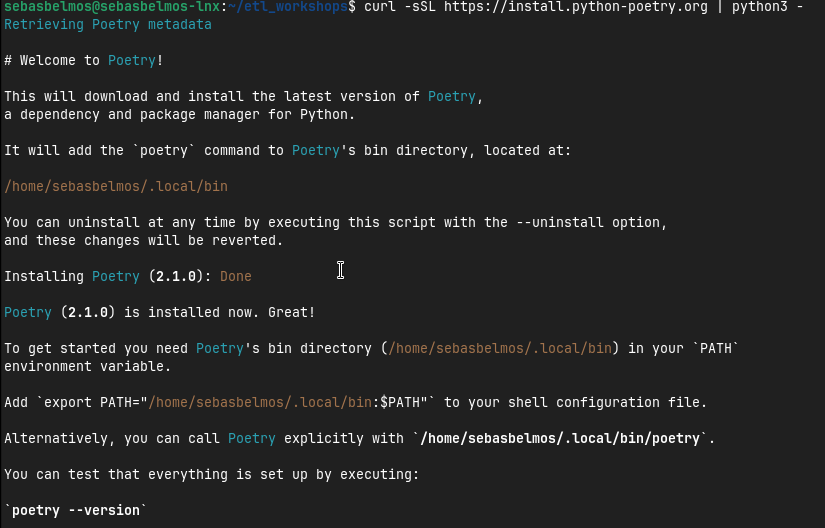 sebasbelmos@sebasbelmos-lnx:~/etl_workshops$ curl -sSL https://install.python-poetry.org | python3 -
Retrieving Poetry metadata
# Welcome to Poetry!
This will download and install the latest version of Poetry,
a dependency and package manager for Python.
It will add the `poetry` command to Poetry's bin directory, located at:
/home/sebasbelmos/.local/bin
You can uninstall at any time by executing this script with the --uninstall option,
and these changes will be reverted.
Installing Poetry (2.1.0): Done
Poetry (2.1.0) is installed now. Great!
To get started you need Poetry's bin directory (/home/sebasbelmos/.local/bin) in your `PATH`
environment variable.
Add `export PATH="/home/sebasbelmos/.local/bin:$PATH"` to your shell configuration file.
Alternatively, you can call Poetry explicitly with `/home/sebasbelmos/.local/bin/poetry`.
You can test that everything is set up by executing:
`poetry --version`